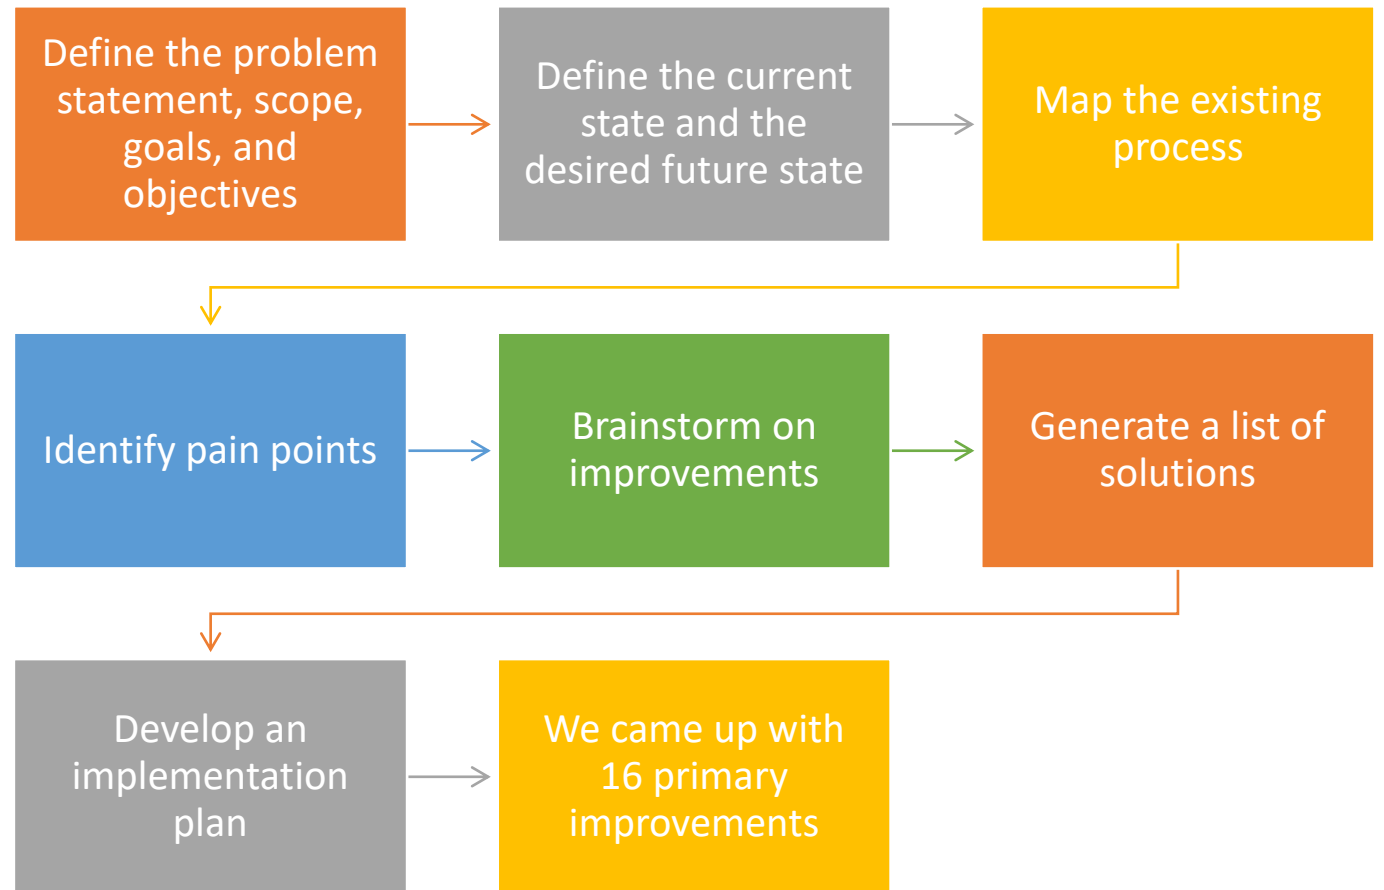 Define the problem
statement, scope,
goals, and
objectives
Define the current
state and the
desired future state
Map the existing
process
Identify pain points
Brainstorm on
improvements
Generate a list of
solutions
Develop an
implementation
plan
We came up with
16 primary
improvements